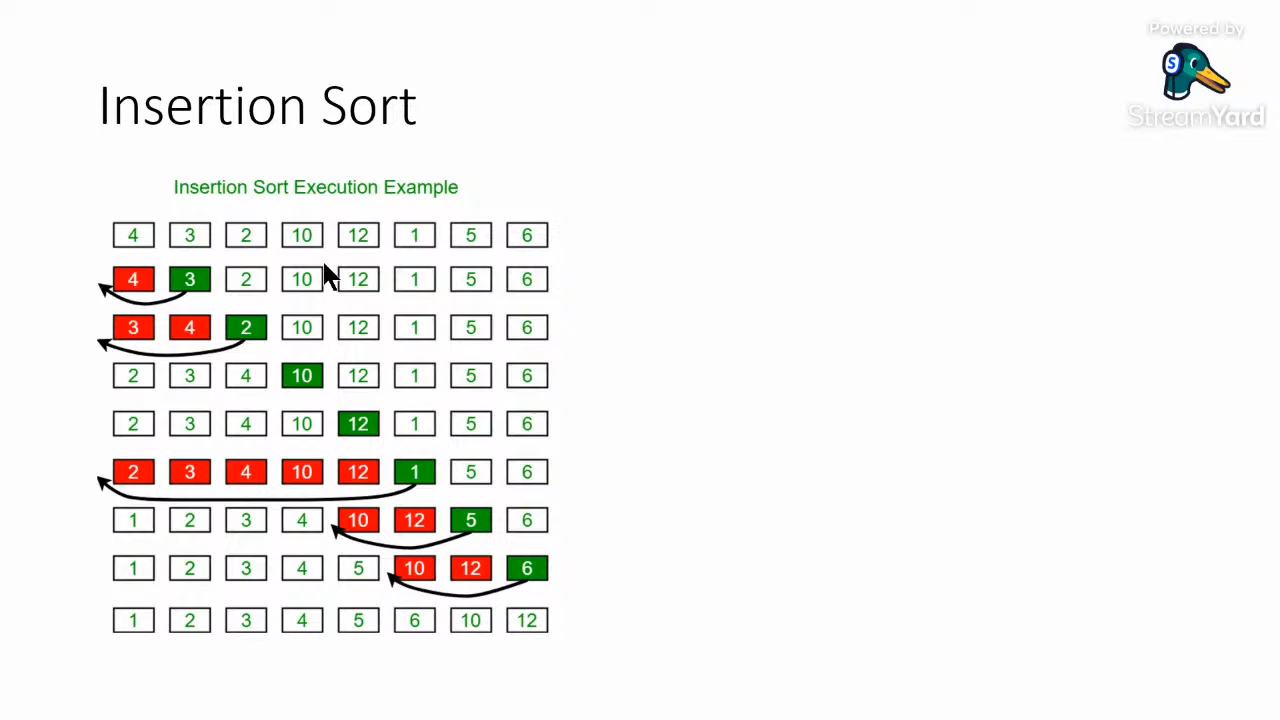 Powered by
S
StreamYard
Insertion Sort
Insertion Sort Execution Example
4 3 2 10 12 1 5 6
4 3 2 10 12 1 5 6
3 4 2 10 12 1 5 6
2 3 4 10 12 1 5 6
2 3 4 10 12 1 5 6
2 3 4 10 12 1 5 6
1 2 3 4 10 12 5 6
1 2 3 4 5 10 12 6
1 2 3 4 5 6 10 12